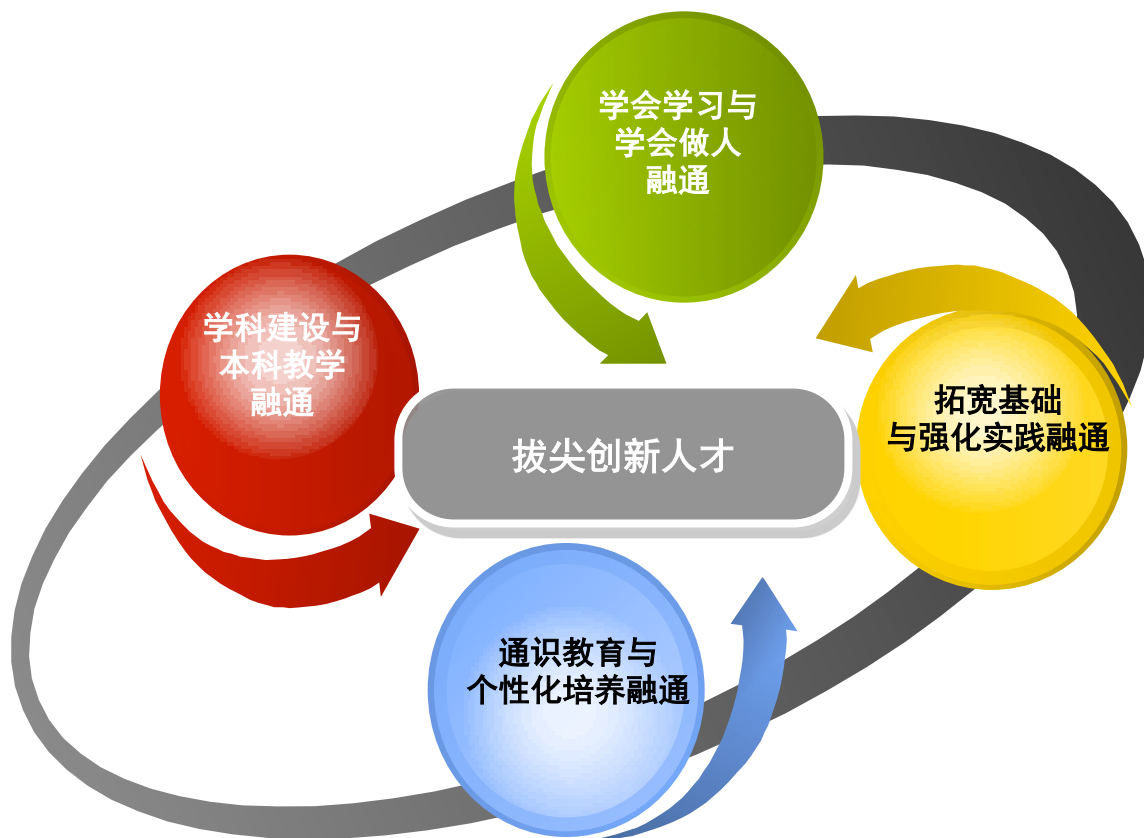 学会学习与
学会做人
融通
学科建设与
本科教学
融通
拓宽基础
与强化实践融通
拔尖创新人才
通识教育与
个性化培养融通